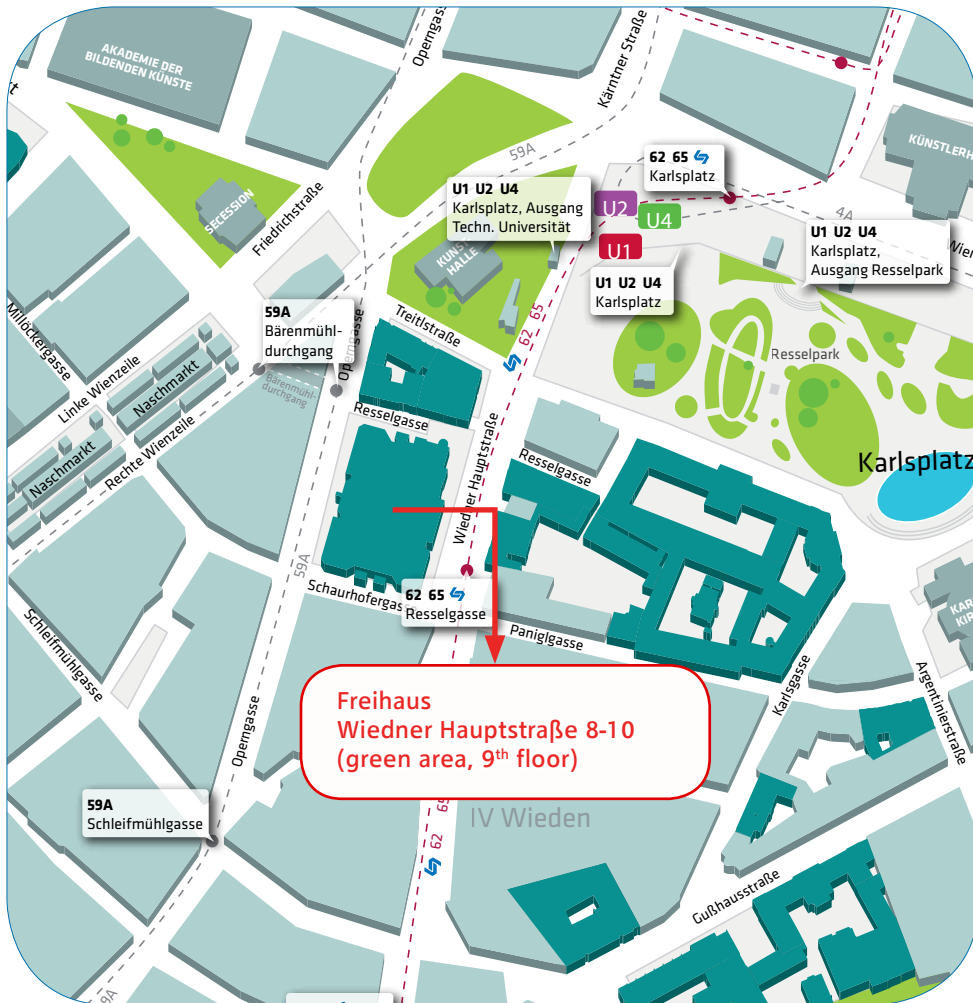 AKADEMIE DER
BILDENDEN KÜNSTE
Operngasse
Kärntner Straße
59A
KÜNSTLERH
62 65
Karlsplatz
U1 U2 U4
Karlsplatz, Ausgang
Techn. Universität
U2
U4
U1
4A
U1 U2 U4
Karlsplatz,
Ausgang Resselpark
Wien
SECESSION
Friedrichstraße
KUNST
HALLE
U1 U2 U4
Karlsplatz
Millöckergasse
59A
Bärenmühl-
durchgang
Treitlstraße
62 65
Resselpark
Operngasse
Bärenmühl-
durchgang
Linke Wienzeile
Naschmarkt
Naschmarkt
Rechte Wienzeile
Resselgasse
Wiedner Hauptstraße
Resselgasse
Karlsplatz
59A
Schaurhofergasse
62 65
Resselgasse
Paniglgasse
KAR
KIR
Schleifmühlgasse
Operngasse
Karlsgasse
Argentinierstraße
Freihaus
Wiedner Hauptstraße 8-10
(green area, 9th floor)
59A
Schleifmühlgasse
62 65
IV Wieden
Gußhausstraße
59A